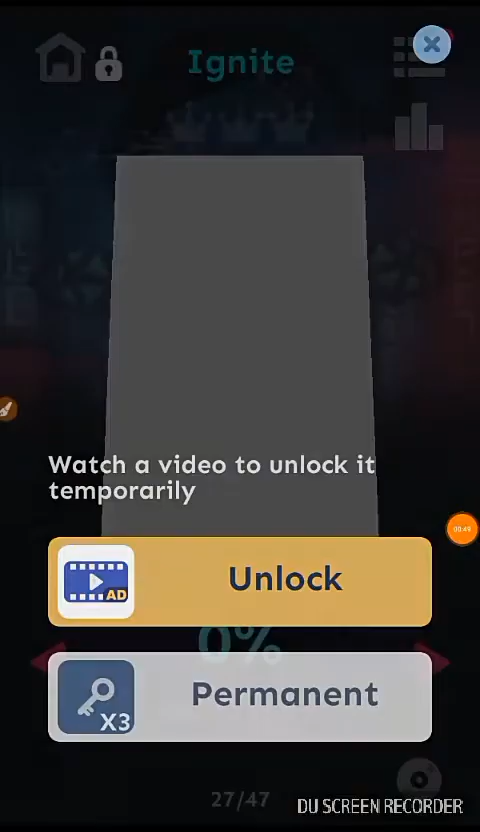 Ignite
Watch a video to unlock it
temporarily
00:49
AD
Unlock
0%
X3
Permanent
27/47
DU SCREEN RECORDER